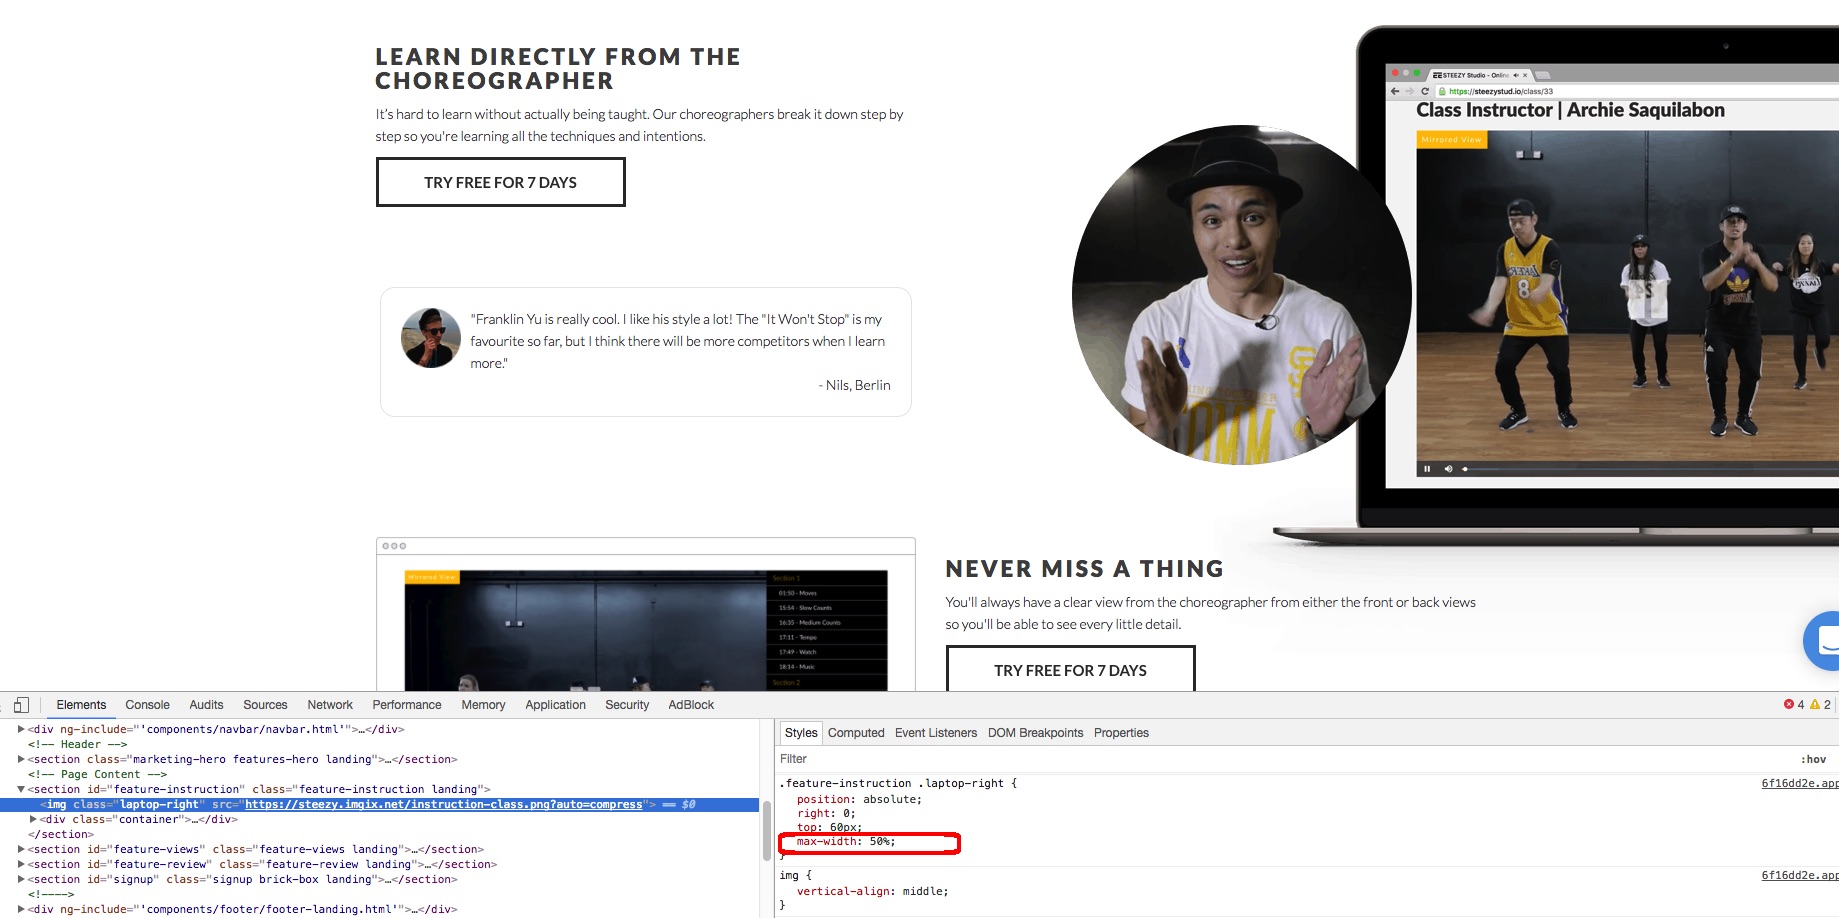 LEARN DIRECTLY FROM THE
CHOREOGRAPHER
It's hard to learn without actually being taught. Our choreographers break it down step by
step so you're learning all the techniques and intentions.
TRY FREE FOR 7 DAYS
"Franklin Yu is really cool. I like his style a lot! The "It Won't Stop" is my
favourite so far, but I think there will be more competitors when I learn
more."
- Nils, Berlin
STEEZY Studio - Online
https://steezystud.io/class/33
Class Instructor | Archie Saquilabon
Mirrored View
8
Mirrored View
Section 1
01:50 - Moves
15:54 - Slow Counts
16:35 - Medium Counts
17:11 - Tempo
17:49 - Watch
18:14 - Music
Section 2
NEVER MISS A THING
You'll always have a clear view from the choreographer from either the front or back views
so you'll be able to see every little detail.
TRY FREE FOR 7 DAYS
Elements Console Audits Sources Network Performance Memory Application Security AdBlock
4 2
<div ng-include="'components/navbar/navbar.html'">…</div>
<!-- Header -->
<section class="marketing-hero features-hero landing">…</section>
<!-- Page Content -->
<section id="feature-instruction" class="feature-instruction landing">
<img class="laptop-right" src="https://steezy.imgix.net/instruction-class.png?auto=compress"> == $0
<div class="container">…</div>
</section>
<section id="feature-views" class="feature-views landing">…</section>
<section id="feature-review" class="feature-review landing">…</section>
<section id="signup" class="signup brick-box landing">…</section>
<!---->
<div ng-include="'components/footer/footer-landing.html'">…</div>
Styles Computed Event Listeners DOM Breakpoints Properties
Filter
:hov
.feature-instruction .laptop-right {
6f16dd2e.app
position: absolute;
right: 0;
top: 60px;
max-width: 50%;
}
img {
6f16dd2e.app
vertical-align: middle;
}